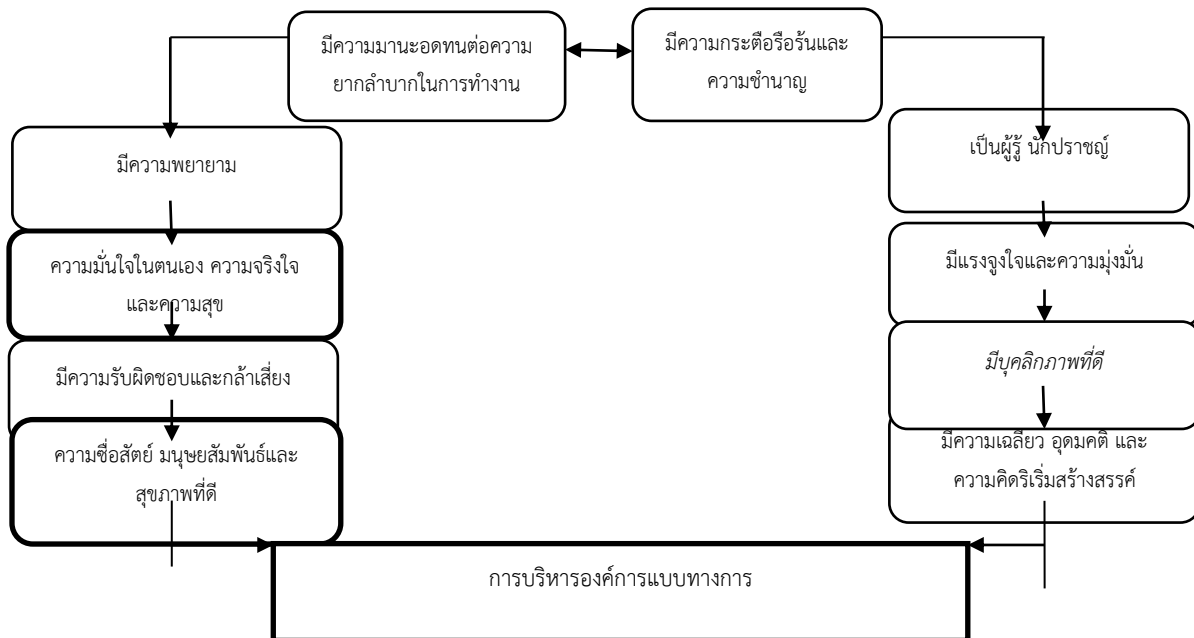 มีความมานะอดทนต่อความ
ยากลำบากในการทำงาน
มีความกระตือรือร้นและ
ความชำนาญ
มีความพยายาม
เป็นผู้รู้ นักปราชญ์
ความมั่นใจในตนเอง ความจริงใจ
และความสุข
มีแรงจูงใจและความมุ่งมั่น
มีความรับผิดชอบและกล้าเสี่ยง
มีบุคลิกภาพที่ดี
ความซื่อสัตย์ มนุษยสัมพันธ์และ
สุขภาพที่ดี
มีความเฉลียว อุดมคติ และ
ความคิดริเริ่มสร้างสรรค์
การบริหารองค์การแบบทางการ